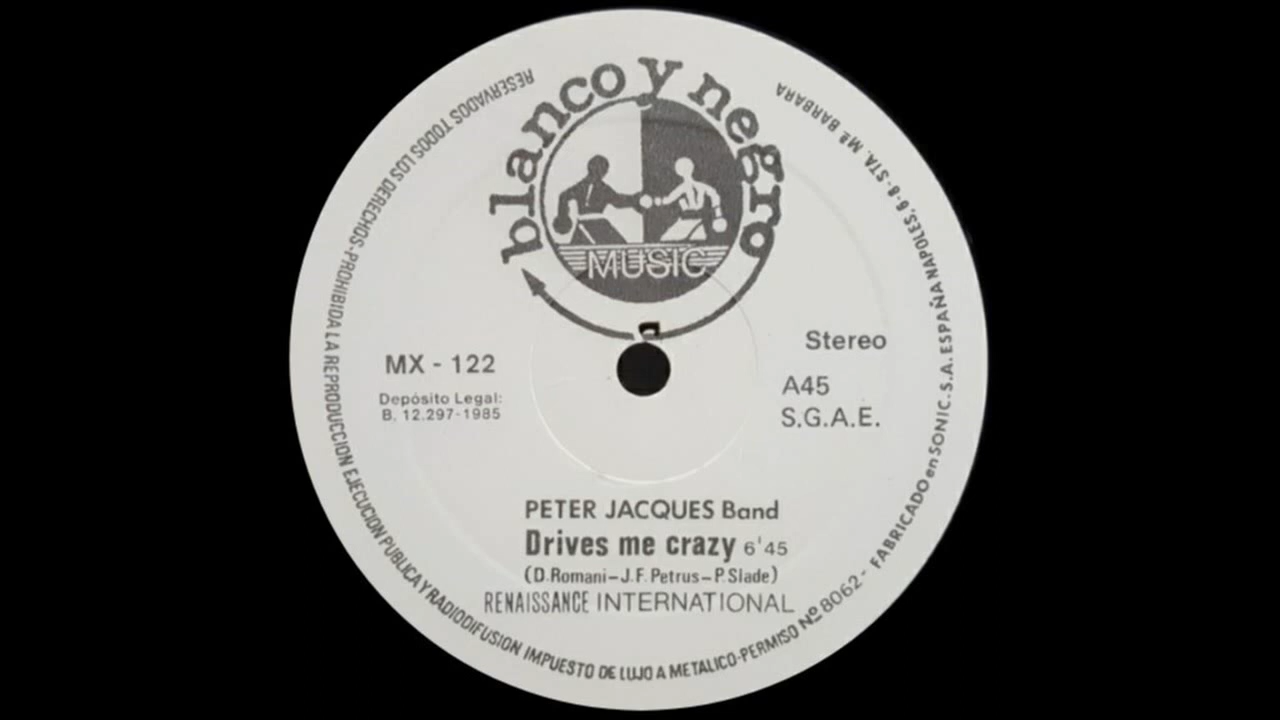 blanco y negro
MUSIC
MX - 122
Depósito Legal:
B. 12.297-1985
Stereo
A45
S.G.A.E.
PETER JACQUES Band
Drives me crazy 6'45
(D. Romani-J. F. Petrus-P. Slade)
RENAISSANCE INTERNATIONAL
RESERVADOS TODOS LOS DERECHOS-PROHIBIDA LA REPRODUCCION EJECUCION PUBLICA Y RADIODIFUSION IMPUESTO DE LUJO A METALICO-PERMISO Nº 8062- FABRICADO en SONIC. S. A. ESPAÑA NAPOLES, 6-8-STA. Mª. BARBARA